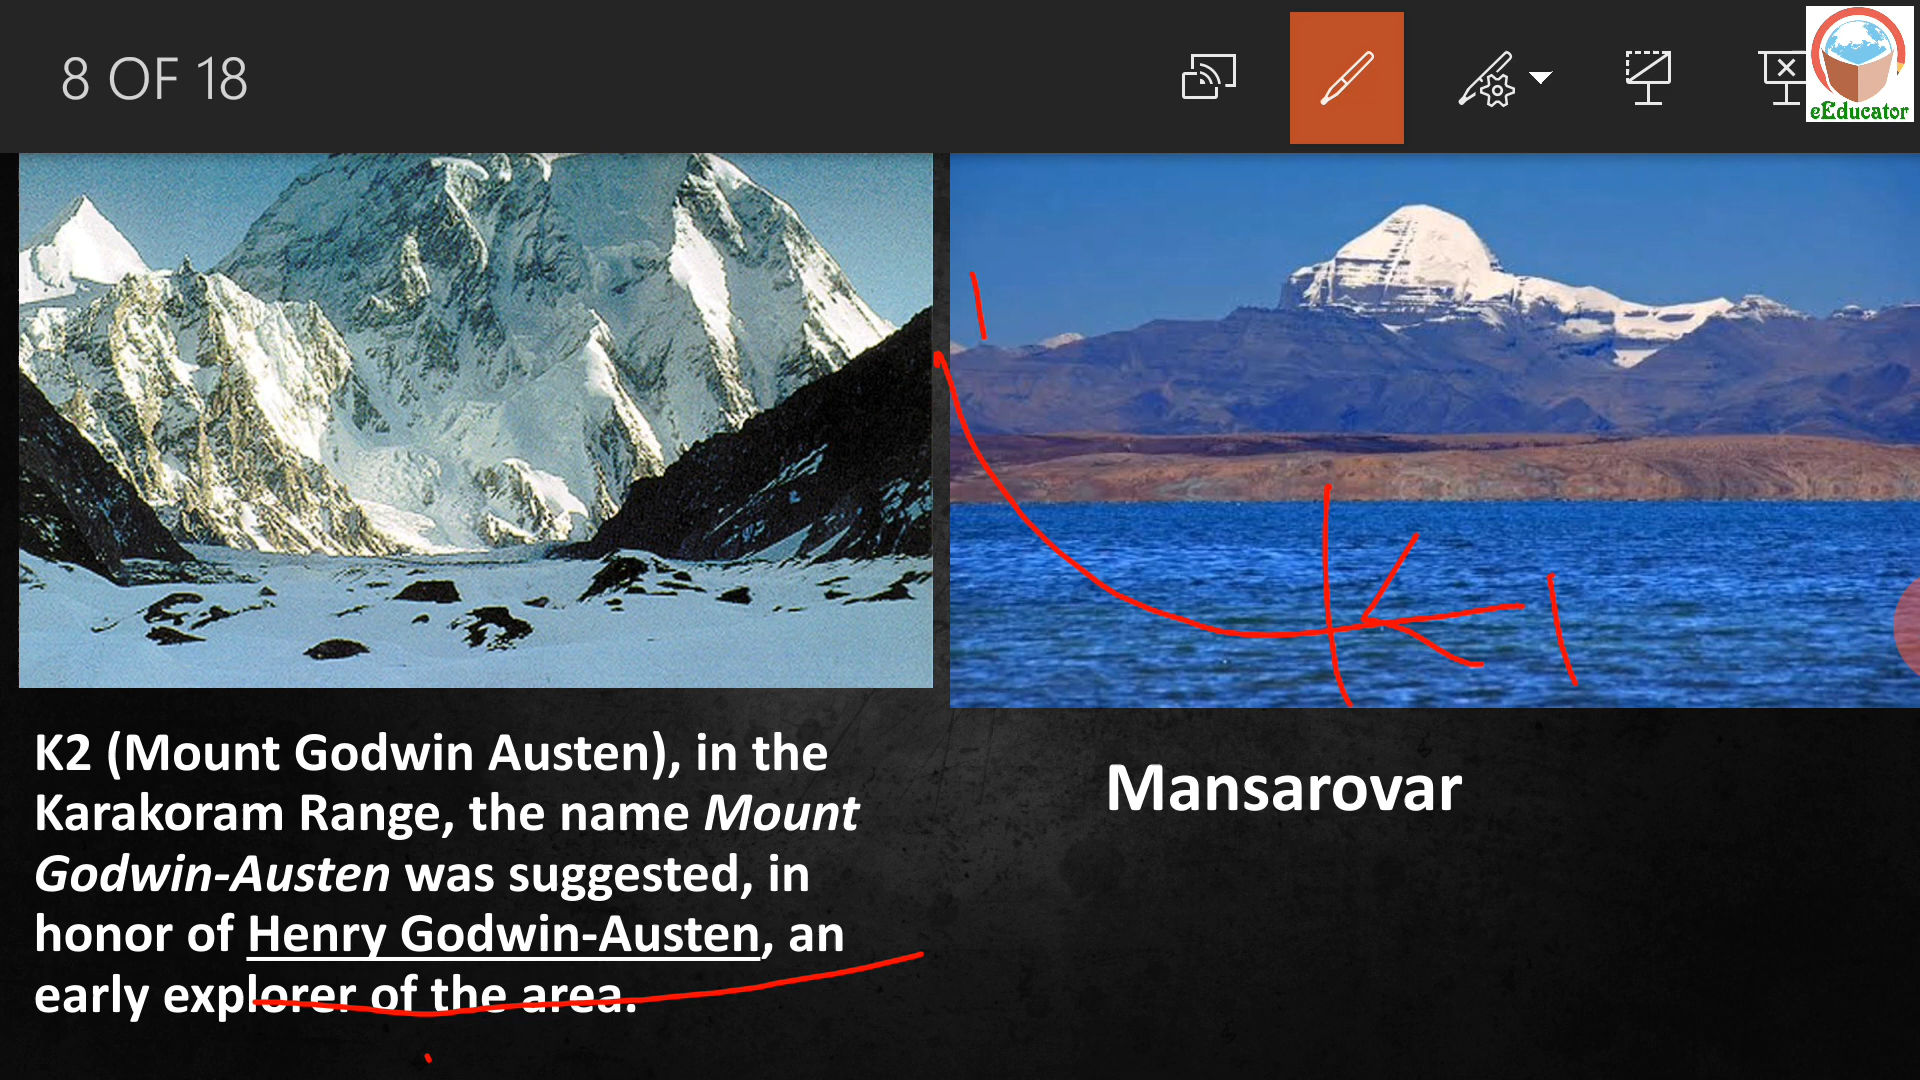 8 OF 18
eEducator
K2 (Mount Godwin Austen), in the
Karakoram Range, the name Mount
Godwin-Austen was suggested, in
honor of Henry Godwin-Austen, an
early explorer of the area.
Mansarovar